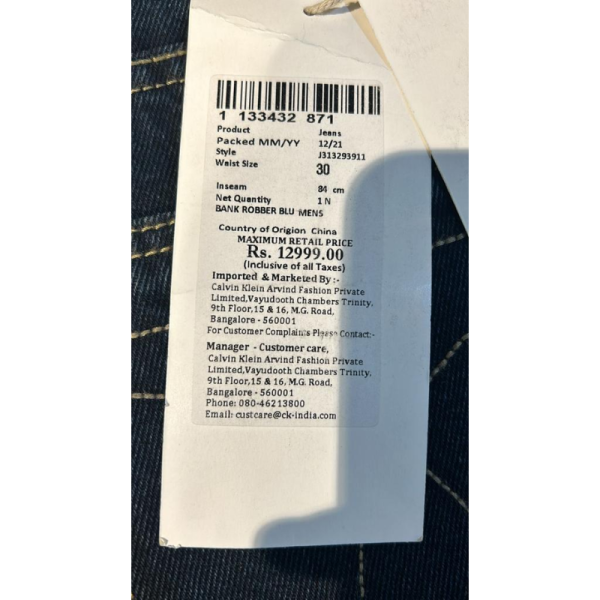 1 133432 871
Product Jeans
Packed MM/YY 12/21
Style J313293911
Waist Size 30
Inseam 84 cm
Net Quantity 1 N
BANK ROBBER BLU MENS
Country of Origion China
MAXIMUM RETAIL PRICE
Rs. 12999.00
(Inclusive of all Taxes)
Imported & Marketed By :-
Calvin Klein Arvind Fashion Private
Limited,Vayudooth Chambers Trinity,
9th Floor,15 & 16, M.G. Road,
Bangalore - 560001
For Customer Complaints Please Contact:-
Manager - Customer care,
Calvin Klein Arvind Fashion Private
Limited,Vayudooth Chambers Trinity,
9th Floor,15 & 16, M.G. Road,
Bangalore - 560001
Phone: 080-46213800
Email: custcare@ck-india.com